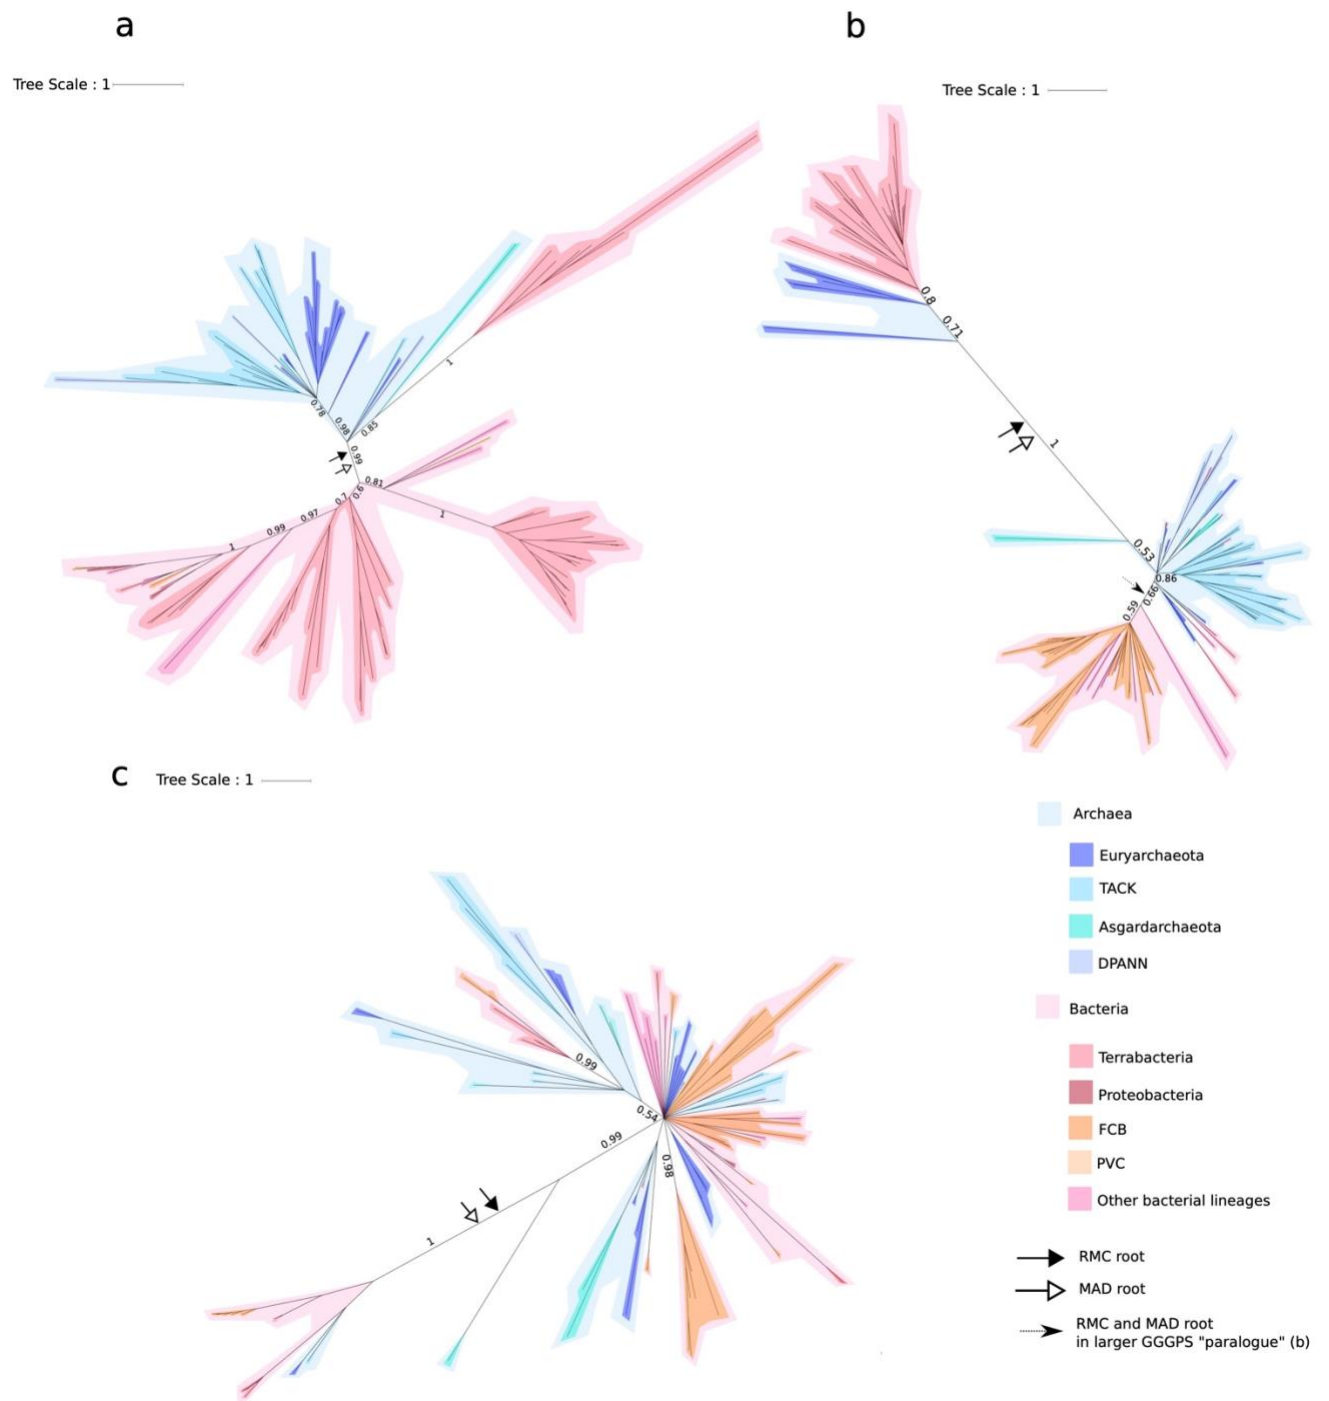 a
b
Tree Scale : 1
Tree Scale : 1
0.8
0.71
1
1
0.78
0.98
0.85
0.99
0.81
0.6
0.7
0.97
0.99
1
1
0.53
0.86
0.66
0.59
c
Tree Scale : 1
Archaea
Euryarchaeota
TACK
Asgardarchaeota
DPANN
Bacteria
Terrabacteria
Proteobacteria
FCB
PVC
Other bacterial lineages
RMC root
MAD root
RMC and MAD root
in larger GGGPS "paralogue" (b)
0.99
0.54
0.99
0.98
1